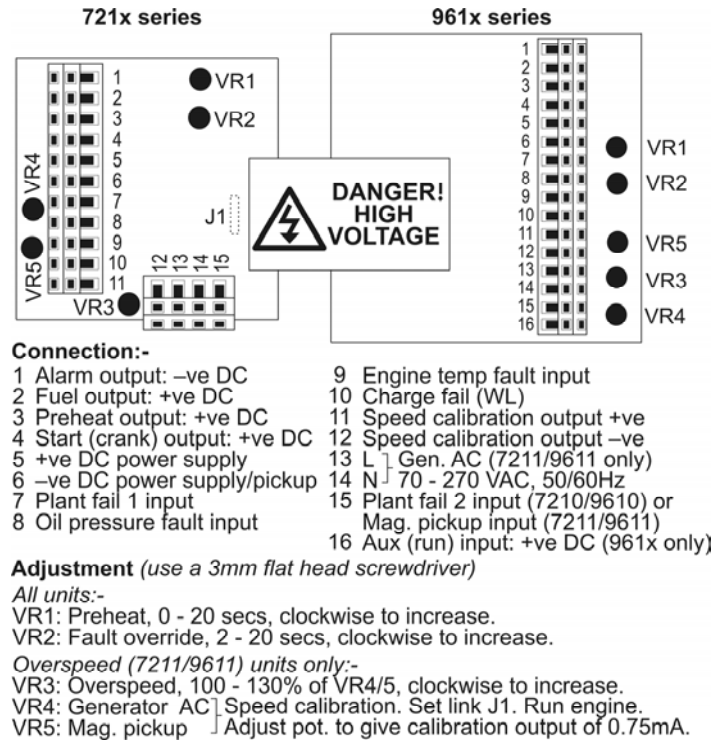 721x series
961x series
1
2
3
4
5
6
7
8
9
10
11
12
13
14
15
VR1
VR2
VR4
VR5
VR3
J1
DANGER!
HIGH
VOLTAGE
1
2
3
4
5
6
7
8
9
10
11
12
13
14
15
16
VR1
VR2
VR5
VR3
VR4
Connection:-
1 Alarm output: –ve DC
2 Fuel output: +ve DC
3 Preheat output: +ve DC
4 Start (crank) output: +ve DC
5 +ve DC power supply
6 –ve DC power supply/pickup
7 Plant fail 1 input
8 Oil pressure fault input
9 Engine temp fault input
10 Charge fail (WL)
11 Speed calibration output +ve
12 Speed calibration output –ve
13 L Gen. AC (7211/9611 only)
14 N 70 - 270 VAC, 50/60Hz
15 Plant fail 2 input (7210/9610) or
Mag. pickup input (7211/9611)
16 Aux (run) input: +ve DC (961x only)
Adjustment (use a 3mm flat head screwdriver)
All units:-
VR1: Preheat, 0 - 20 secs, clockwise to increase.
VR2: Fault override, 2 - 20 secs, clockwise to increase.
Overspeed (7211/9611) units only:-
VR3: Overspeed, 100 - 130% of VR4/5, clockwise to increase.
VR4: Generator AC Speed calibration. Set link J1. Run engine.
VR5: Mag. pickup Adjust pot. to give calibration output of 0.75mA.